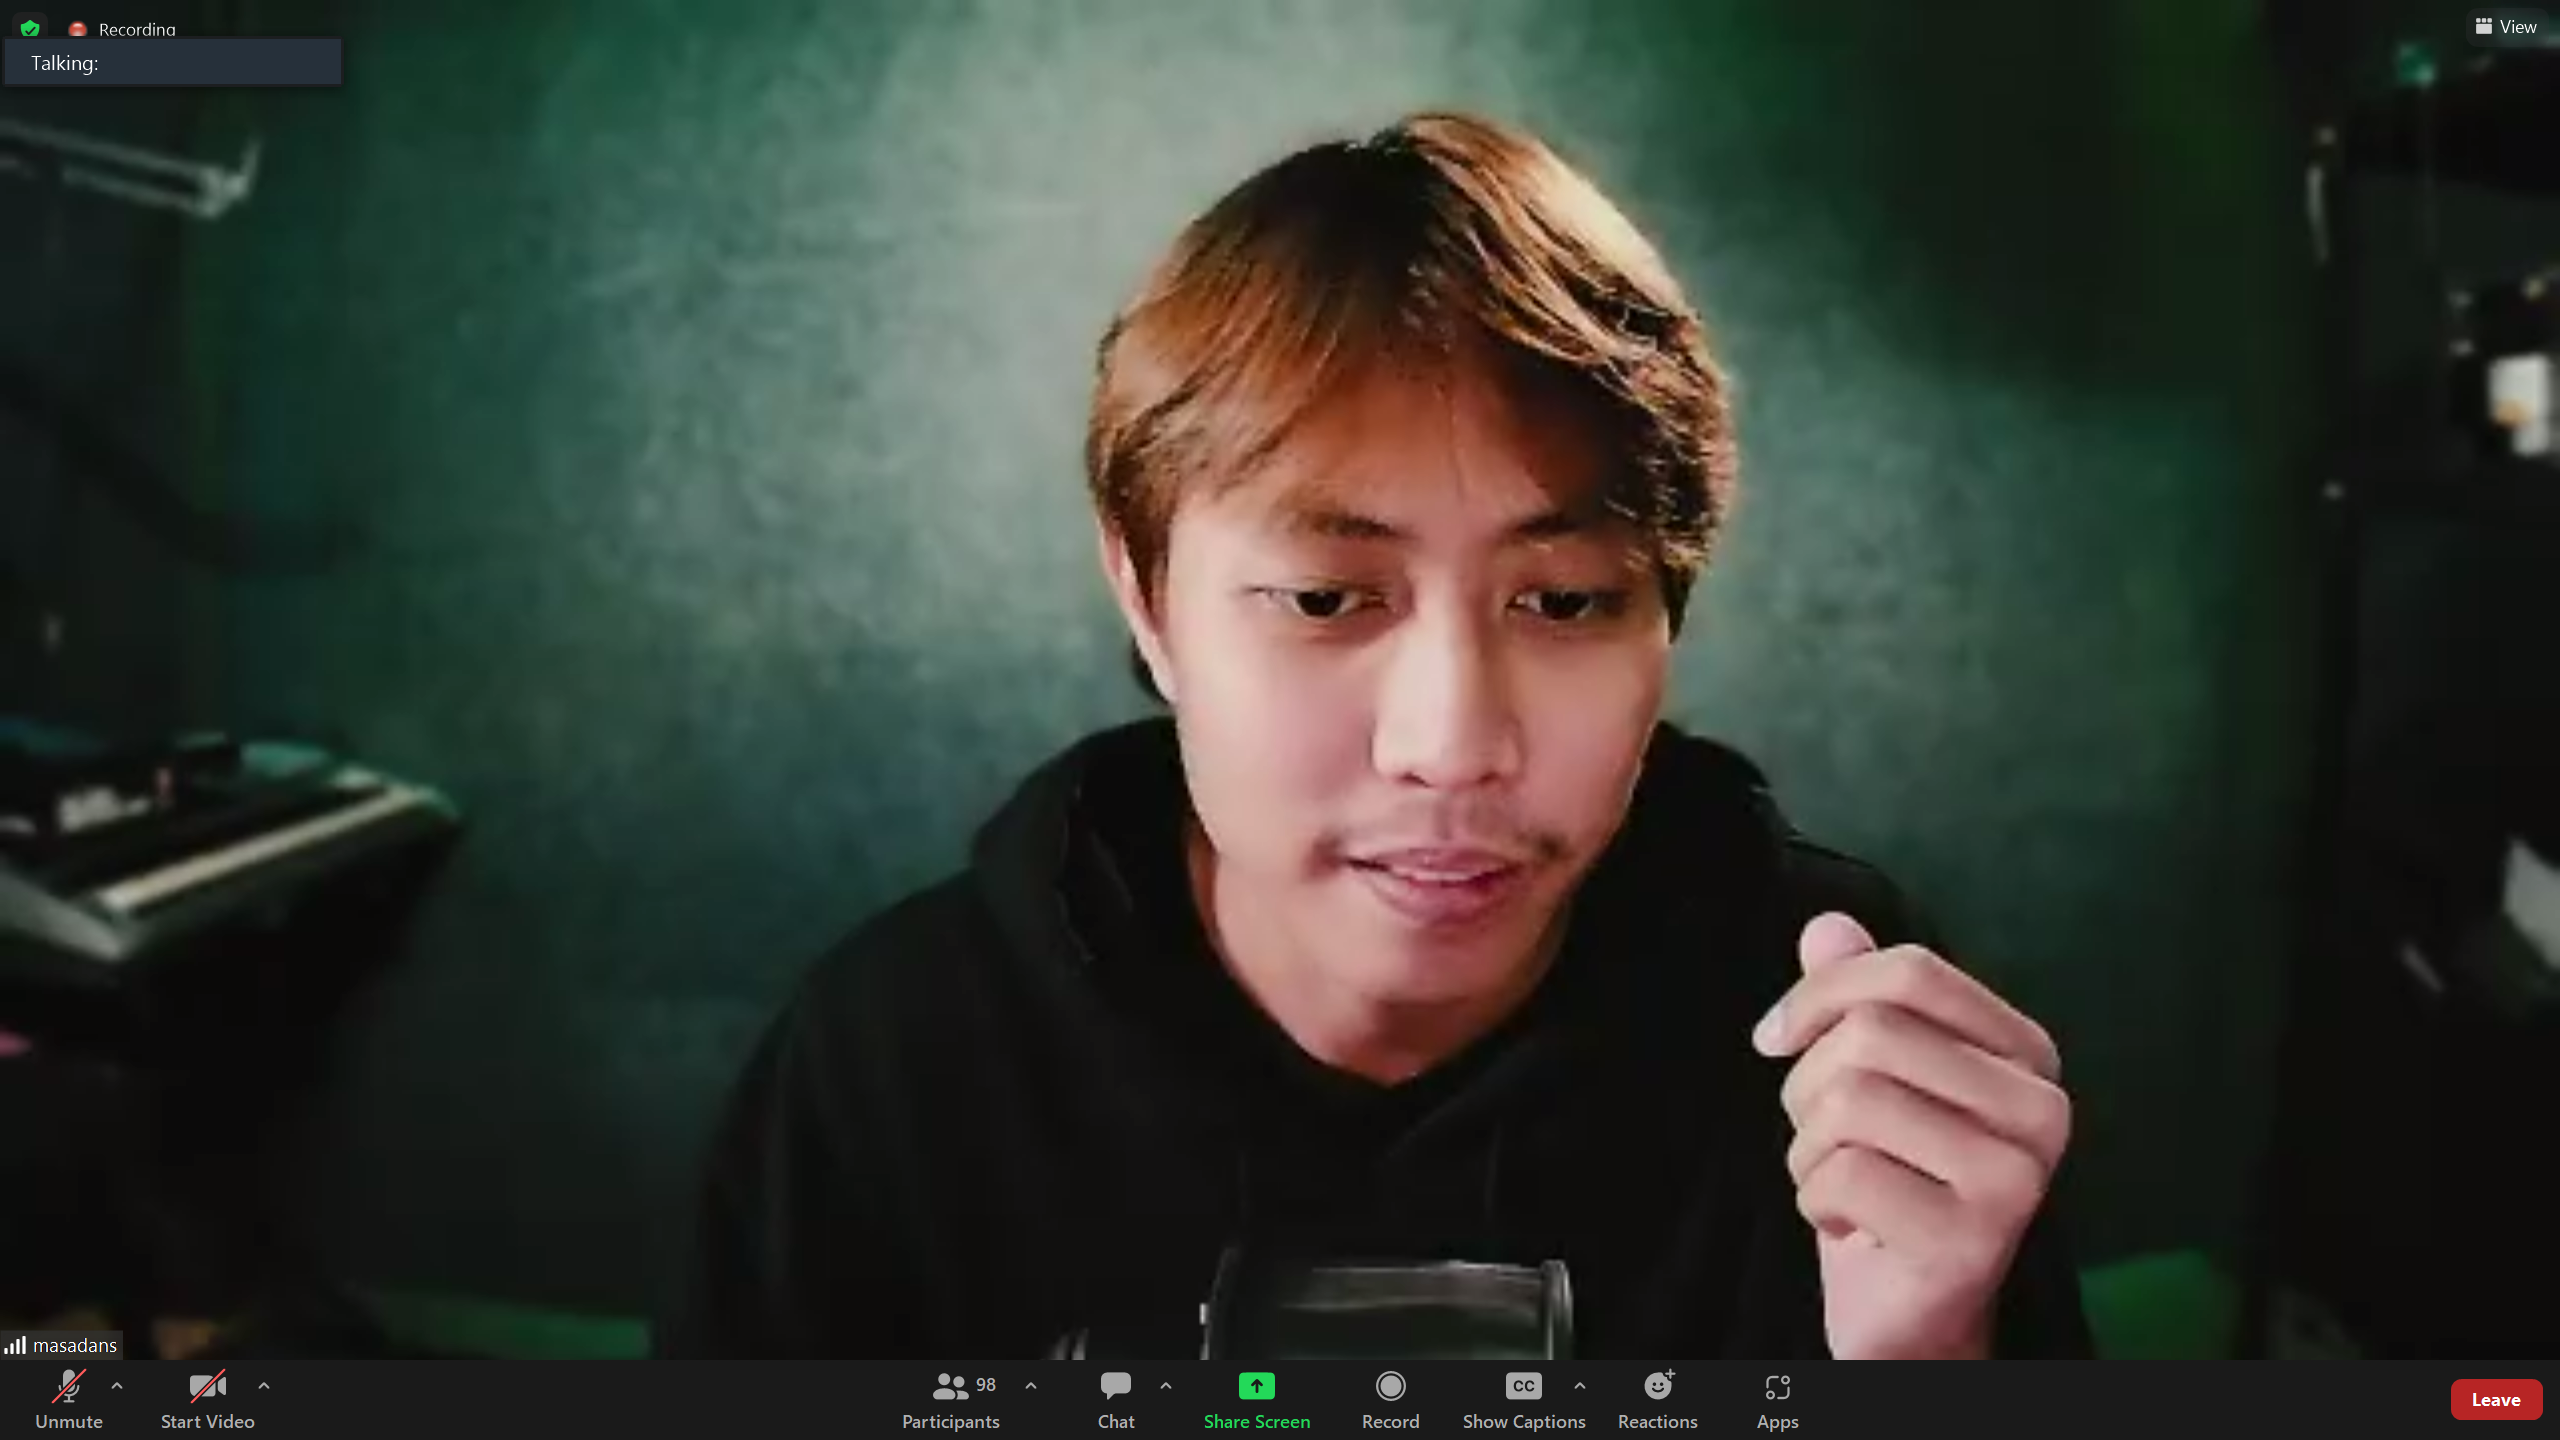 Recording
View
Talking:
masadans
98
CC
Unmute
Start Video
Participants
Chat
Share Screen
Record
Show Captions
Reactions
Apps
Leave